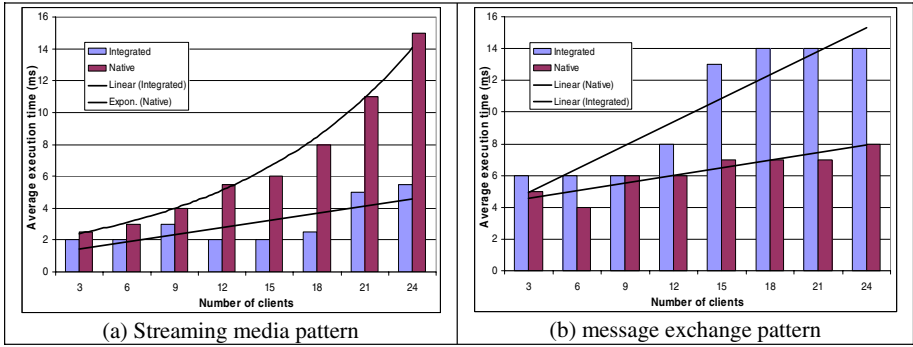 16
14
12
10
8
6
4
2
0
Average execution time (ms)
Integrated
Native
Linear (Integrated)
Expon. (Native)
3 6 9 12 15 18 21 24
Number of clients
(a) Streaming media pattern
16
14
12
10
8
6
4
2
0
Average execution time (ms)
Integrated
Native
Linear (Native)
Linear (Integrated)
3 6 9 12 15 18 21 24
Number of clients
(b) message exchange pattern